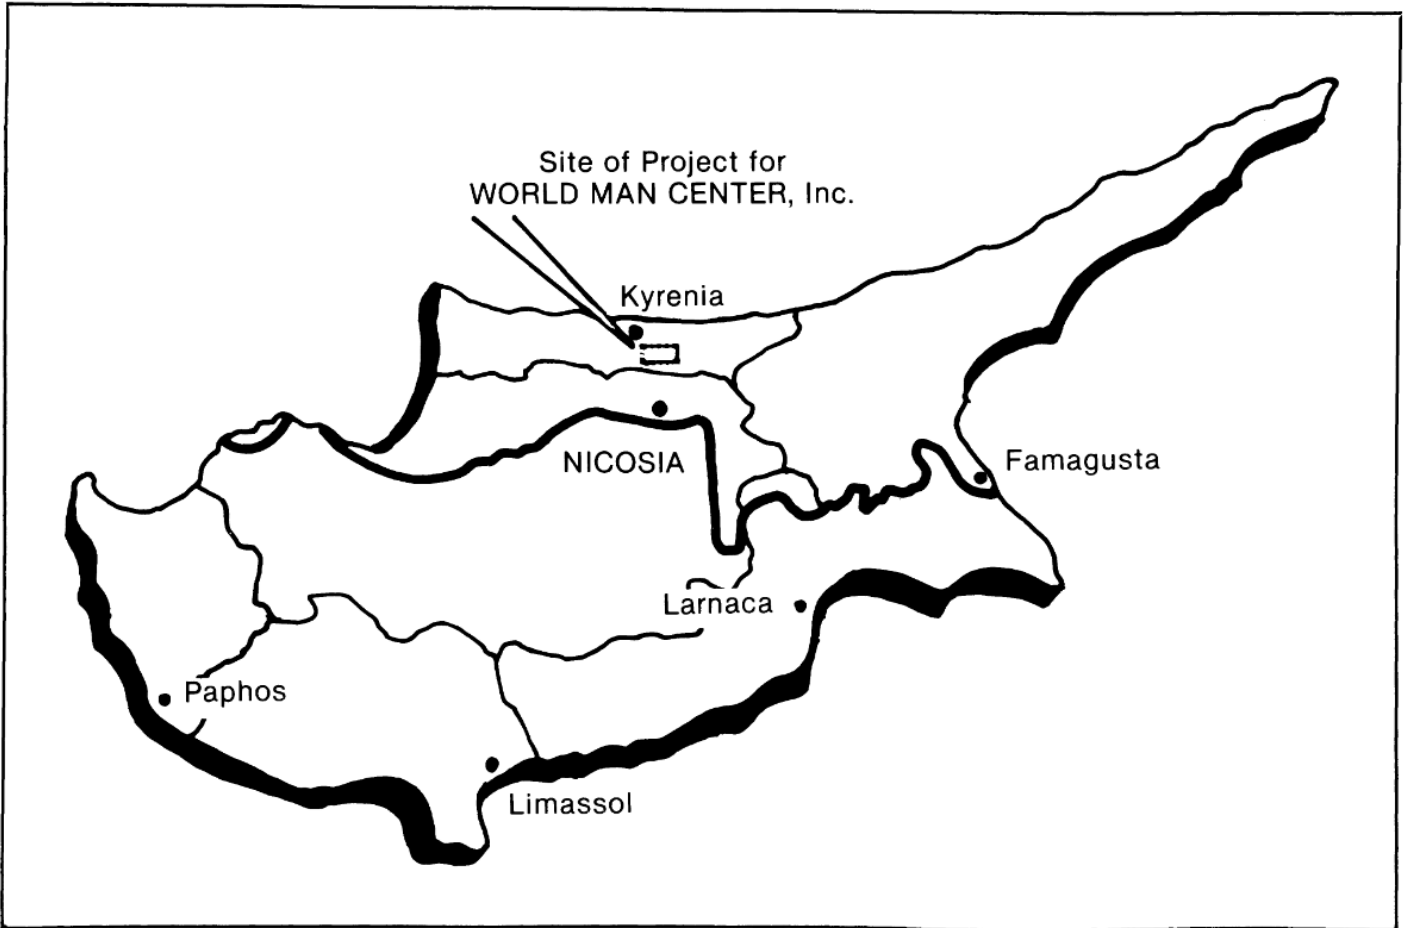 Site of Project for
WORLD MAN CENTER, Inc.
Kyrenia
NICOSIA
Famagusta
Larnaca
Paphos
Limassol